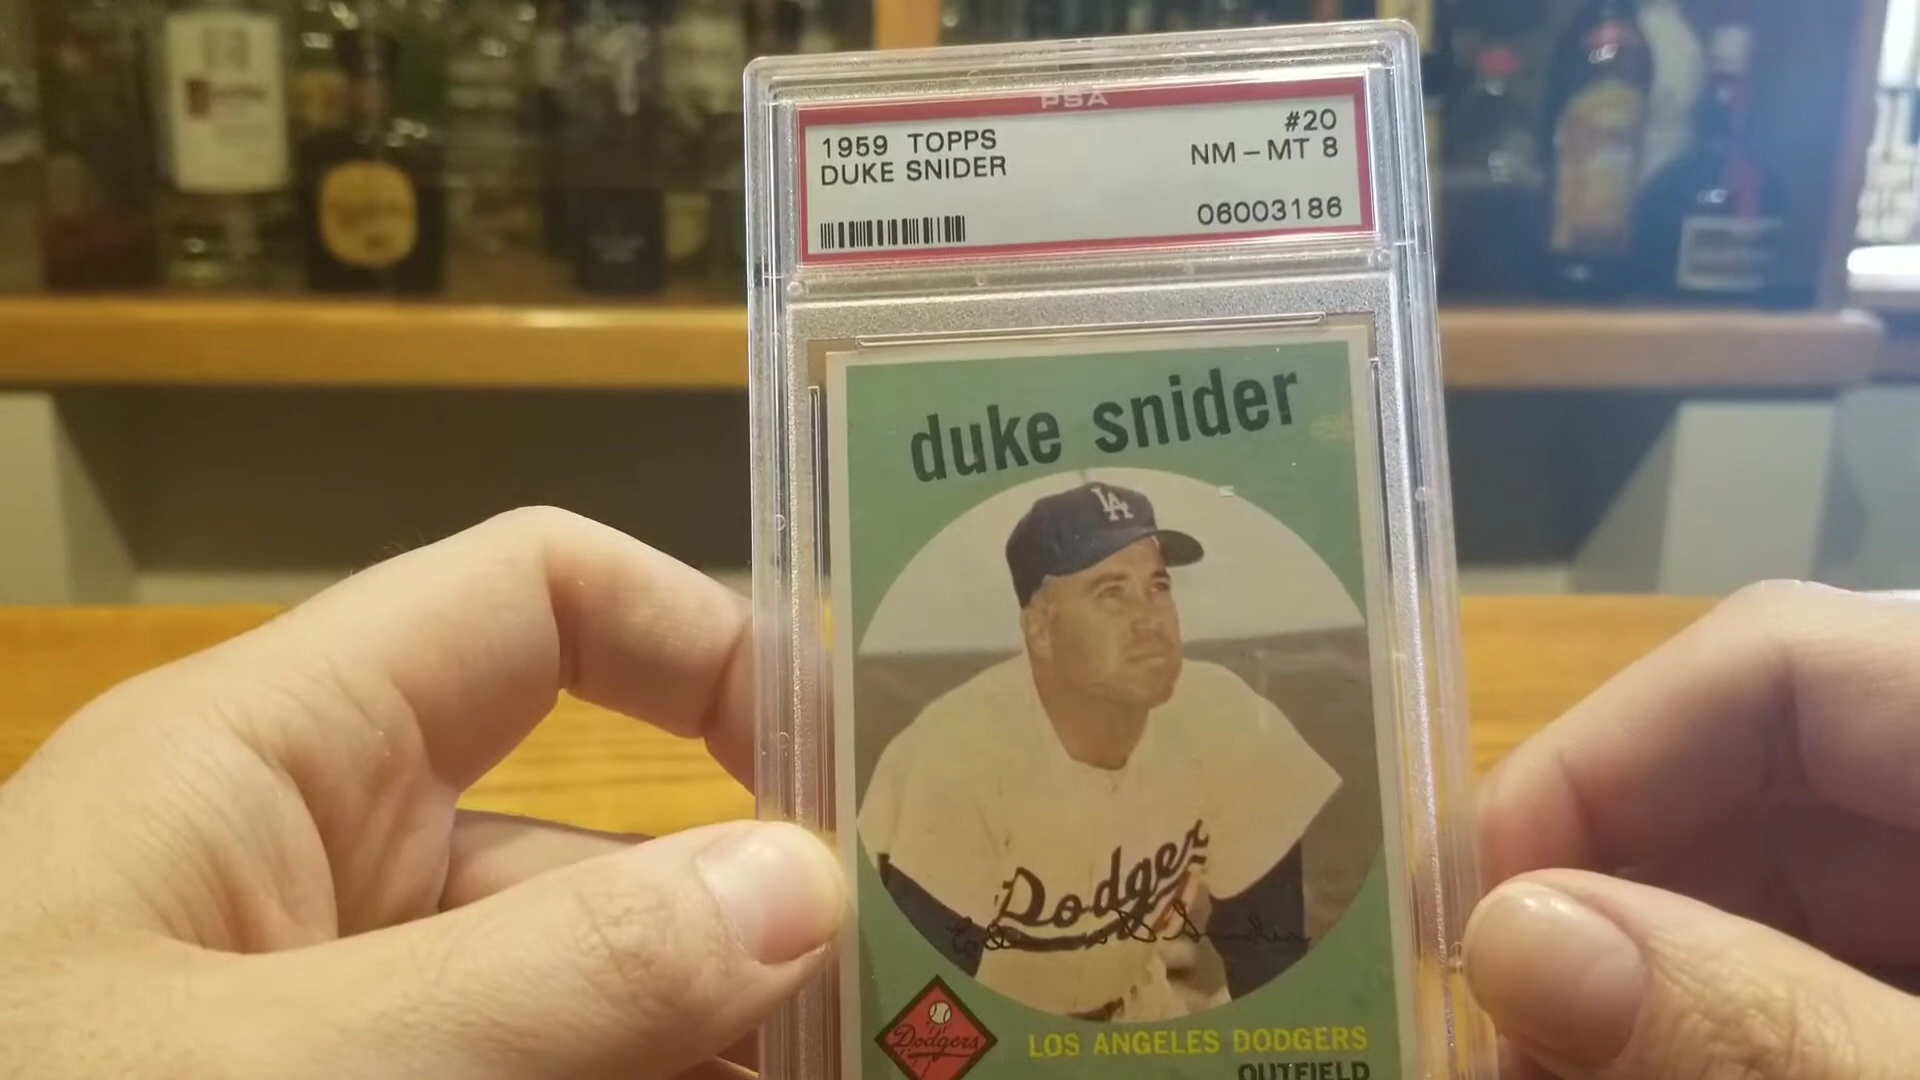 PSA
1959 TOPPS
DUKE SNIDER
#20
NM-MT 8
06003186
duke snider
LA
Dodgers
Dodgers
LOS ANGELES DODGERS
OUTFIELD